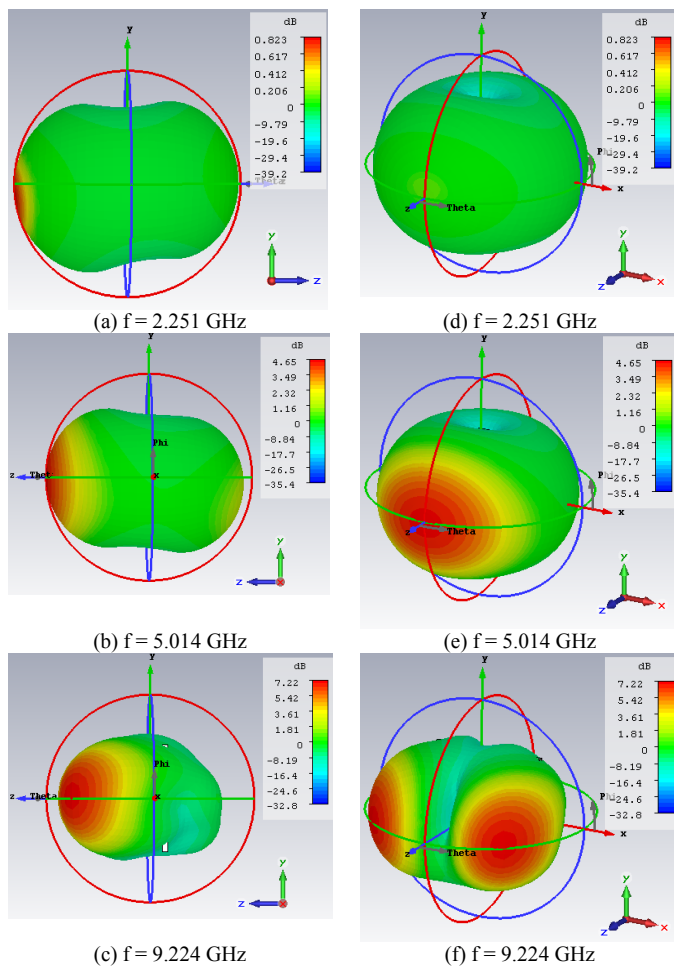 y
dB
0.823
0.617
0.412
0.206
0
-9.79
-19.6
-29.4
-39.2
Theta
y
z
(a) f = 2.251 GHz
y
dB
0.823
0.617
0.412
0.206
0
-9.79
-19.6
-29.4
-39.2
Phi
x
z
Theta
y
z
x
(d) f = 2.251 GHz
y
dB
4.65
3.49
2.32
1.16
0
-8.84
-17.7
-26.5
-35.4
Phi
z
Theta
x
y
z
(b) f = 5.014 GHz
y
dB
4.65
3.49
2.32
1.16
0
-8.84
-17.7
-26.5
-35.4
Phi
x
z
Theta
y
z
x
(e) f = 5.014 GHz
y
dB
7.22
5.42
3.61
1.81
0
-8.19
-16.4
-24.6
-32.8
Phi
z
Theta
x
y
z
(c) f = 9.224 GHz
y
dB
7.22
5.42
3.61
1.81
0
-8.19
-16.4
-24.6
-32.8
Phi
x
z
Theta
y
z
x
(f) f = 9.224 GHz